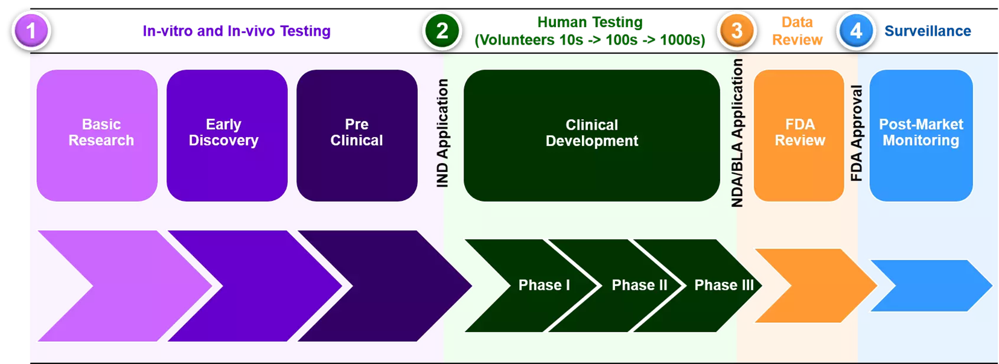 1
In-vitro and In-vivo Testing
2
Human Testing
(Volunteers 10s -> 100s -> 1000s)
3
Data
Review
4
Surveillance
Basic
Research
Early
Discovery
Pre
Clinical
IND Application
Clinical
Development
NDA/BLA Application
FDA
Review
FDA Approval
Post-Market
Monitoring
Phase I
Phase II
Phase III